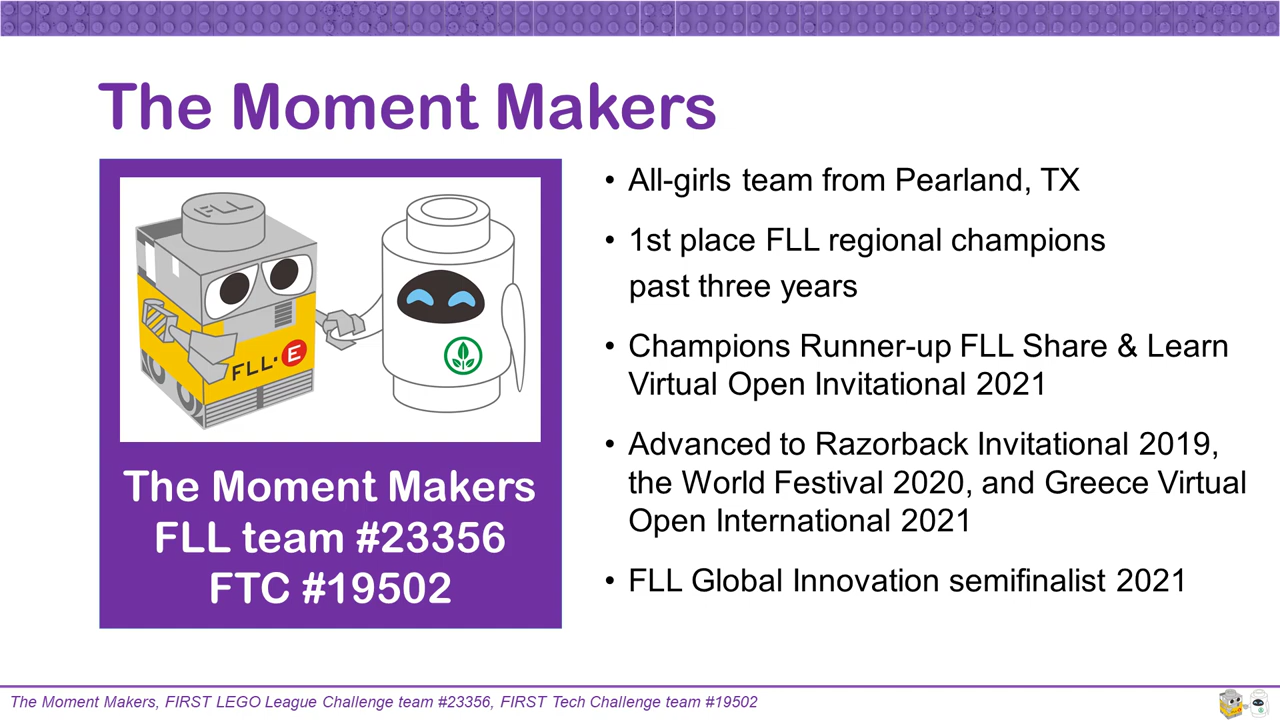 The Moment Makers
FLL
FLL·E
The Moment Makers
FLL team #23356
FTC #19502
• All-girls team from Pearland, TX
• 1st place FLL regional champions
past three years
• Champions Runner-up FLL Share & Learn
Virtual Open Invitational 2021
• Advanced to Razorback Invitational 2019,
the World Festival 2020, and Greece Virtual
Open International 2021
• FLL Global Innovation semifinalist 2021
The Moment Makers, FIRST LEGO League Challenge team #23356, FIRST Tech Challenge team #19502